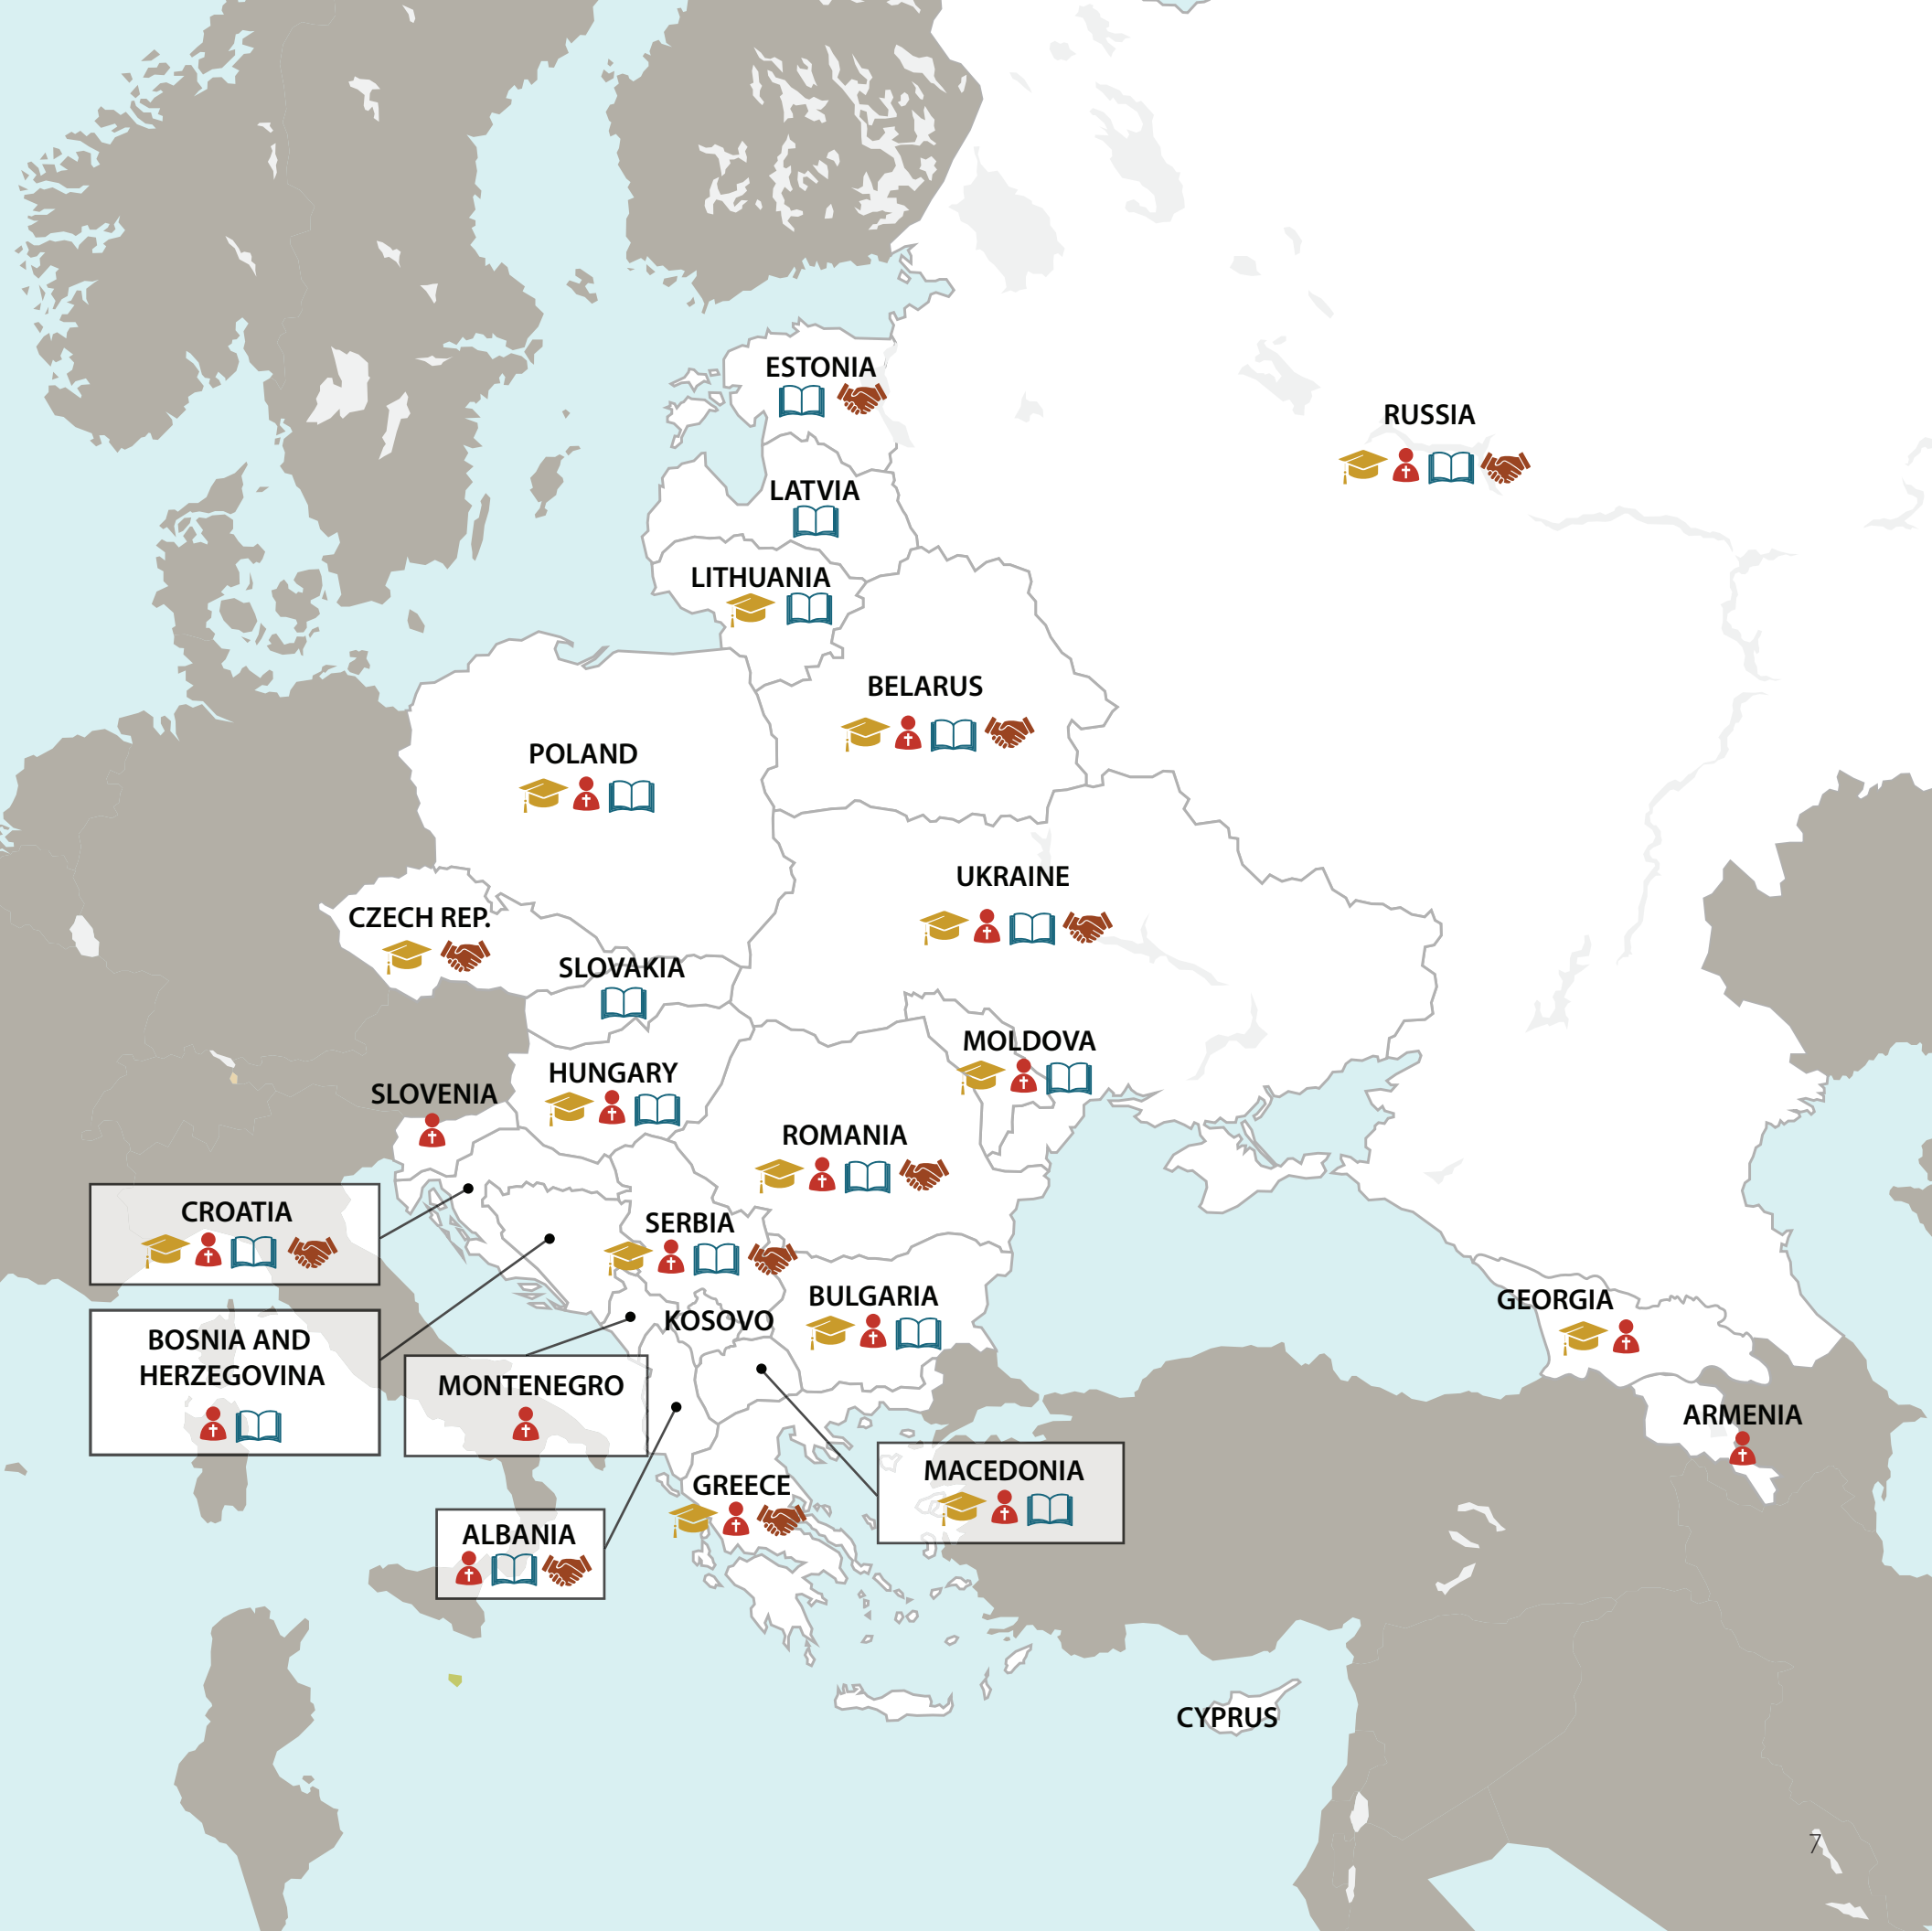 ESTONIA
RUSSIA
LATVIA
LITHUANIA
BELARUS
POLAND
UKRAINE
CZECH REP.
SLOVAKIA
MOLDOVA
HUNGARY
SLOVENIA
ROMANIA
CROATIA
SERBIA
BULGARIA
GEORGIA
KOSOVO
BOSNIA AND
HERZEGOVINA
MONTENEGRO
ARMENIA
MACEDONIA
GREECE
ALBANIA
CYPRUS
7